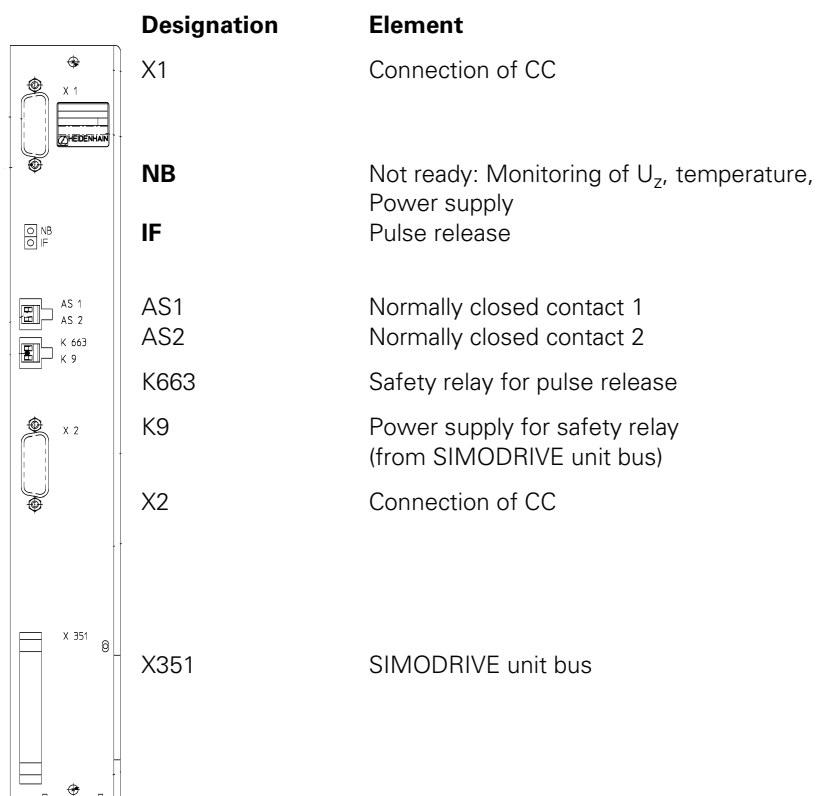 Designation Element
X1 Connection of CC
X 1
HEIDENHAIN
NB Not ready: Monitoring of Uz, temperature,
Power supply
IF Pulse release
NB
IF
AS 1
AS 2
AS1 Normally closed contact 1
AS2 Normally closed contact 2
K 663
K 9
K663 Safety relay for pulse release
K9 Power supply for safety relay
(from SIMODRIVE unit bus)
X 2
X2 Connection of CC
X 351
X351 SIMODRIVE unit bus